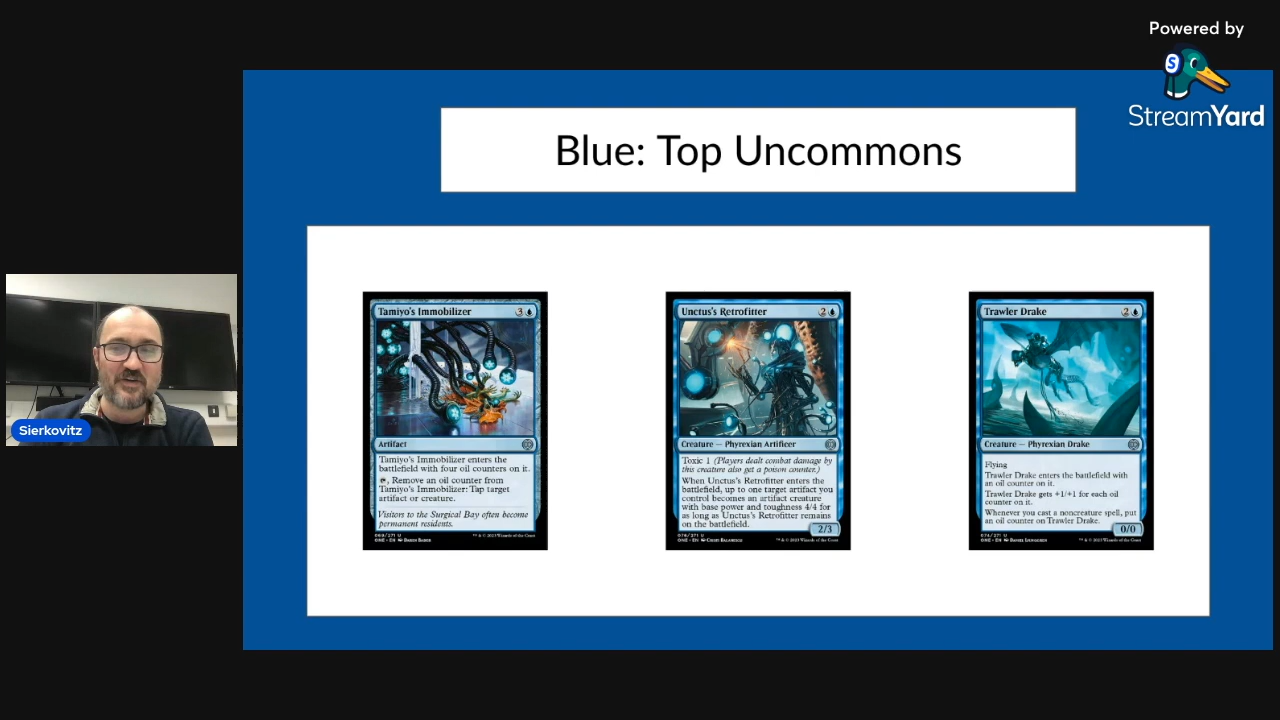 Powered by
StreamYard
Blue: Top Uncommons
Tamiyo's Immobilizer 3
Artifact
Tamiyo's Immobilizer enters the
battlefield with four oil counters on it.
, Remove an oil counter from
Tamiyo's Immobilizer: Tap target
artifact or creature.
Visitors to the Surgical Bay often become
permanent residents.
Unctus's Retrofitter 2
Creature — Phyrexian Artificer
Toxic 1 (Players dealt combat damage by
this creature also get a poison counter.)
When Unctus's Retrofitter enters the
battlefield, up to one target artifact you
control becomes an artifact creature
with base power and toughness 4/4 for
as long as Unctus's Retrofitter remains
on the battlefield.
2/3
Trawler Drake 2
Creature — Phyrexian Drake
Flying
Trawler Drake enters the battlefield with
an oil counter on it.
Trawler Drake gets +1/+1 for each oil
counter on it.
Whenever you cast a noncreature spell, put
an oil counter on Trawler Drake.
0/0
Sierkovitz